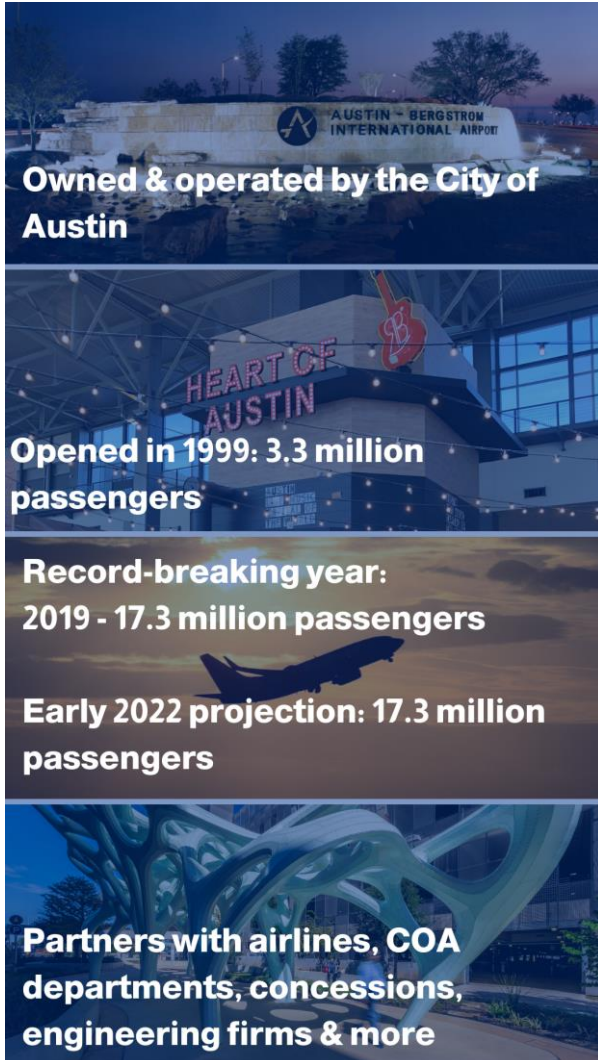 AUSTIN - BERGSTROM
INTERNATIONAL AIRPORT
Owned & operated by the City of
Austin
HEART OF
AUSTIN
Opened in 1999: 3.3 million
passengers
Record-breaking year:
2019 - 17.3 million passengers
Early 2022 projection: 17.3 million
passengers
Partners with airlines, COA
departments, concessions,
engineering firms & more